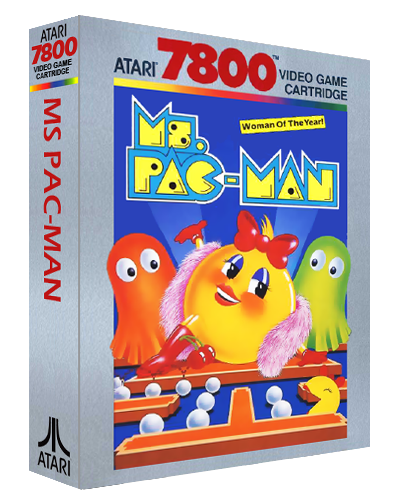 ATARI
7800
VIDEO GAME
CARTRIDGE
MS PAC-MAN
ATARI
ATARI 7800™
VIDEO GAME
CARTRIDGE
Ms.
Woman Of The Year!
PAC-MAN